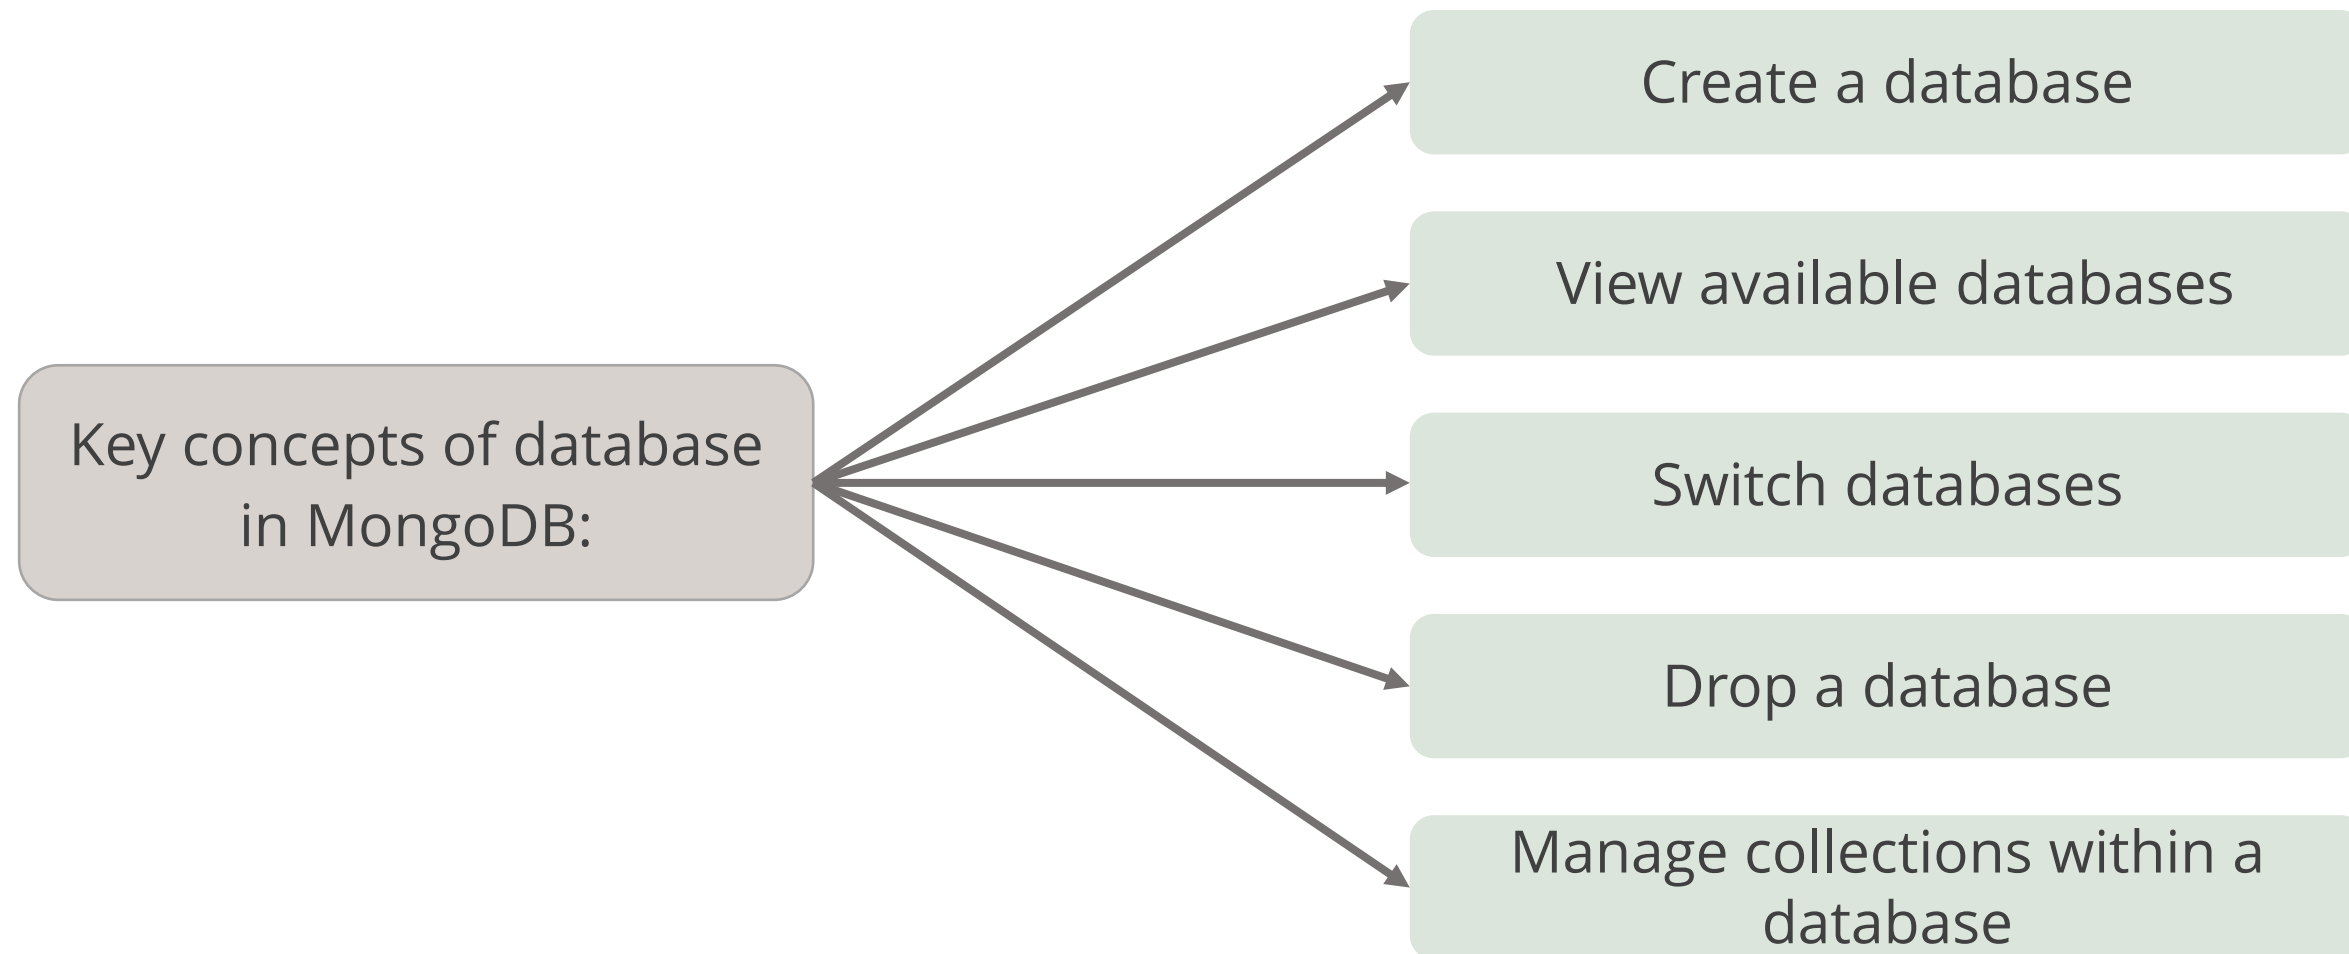 Key concepts of database
in MongoDB:
Create a database
View available databases
Switch databases
Drop a database
Manage collections within a
database